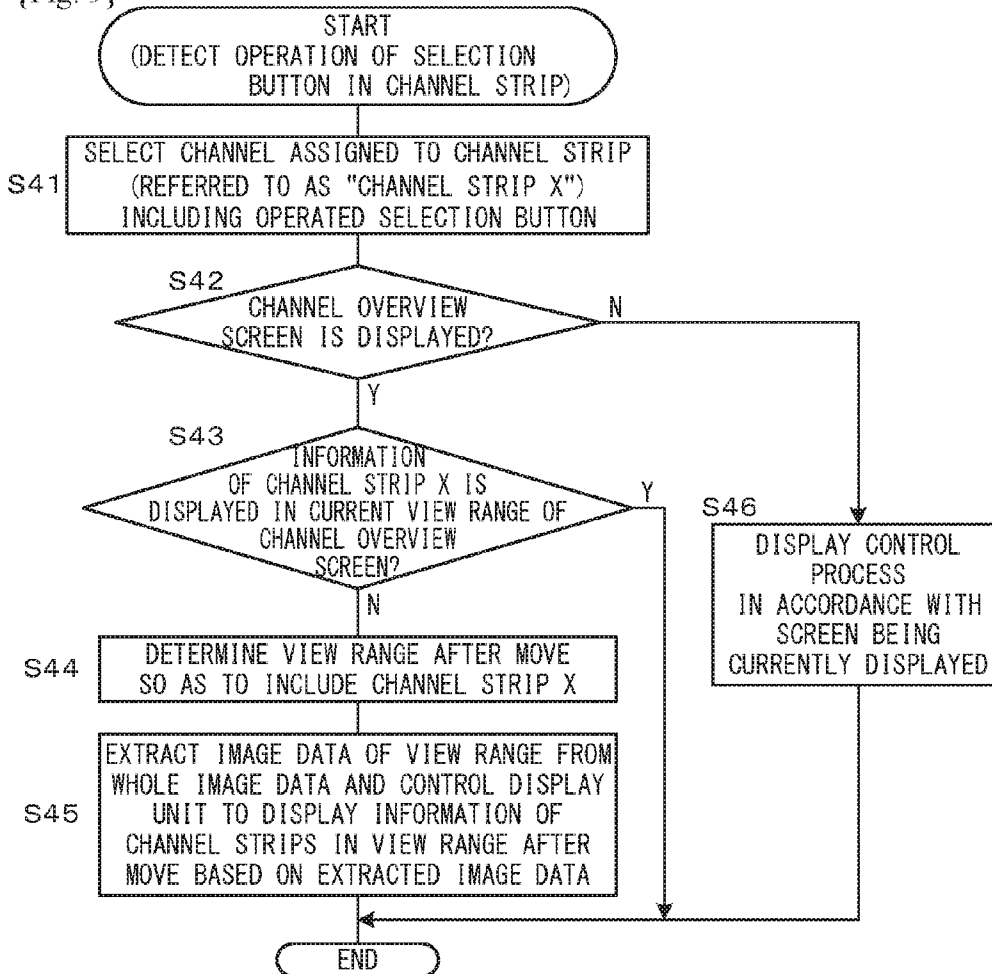 START
(DETECT OPERATION OF SELECTION
BUTTON IN CHANNEL STRIP)
S41
SELECT CHANNEL ASSIGNED TO CHANNEL STRIP
(REFERRED TO AS "CHANNEL STRIP X")
INCLUDING OPERATED SELECTION BUTTON
S42
CHANNEL OVERVIEW
SCREEN IS DISPLAYED?
N
Y
S43
INFORMATION
OF CHANNEL STRIP X IS
DISPLAYED IN CURRENT VIEW RANGE OF
CHANNEL OVERVIEW
SCREEN?
Y
N
S46
DISPLAY CONTROL
PROCESS
IN ACCORDANCE WITH
SCREEN BEING
CURRENTLY DISPLAYED
S44
DETERMINE VIEW RANGE AFTER MOVE
SO AS TO INCLUDE CHANNEL STRIP X
S45
EXTRACT IMAGE DATA OF VIEW RANGE FROM
WHOLE IMAGE DATA AND CONTROL DISPLAY
UNIT TO DISPLAY INFORMATION OF
CHANNEL STRIPS IN VIEW RANGE AFTER
MOVE BASED ON EXTRACTED IMAGE DATA
END